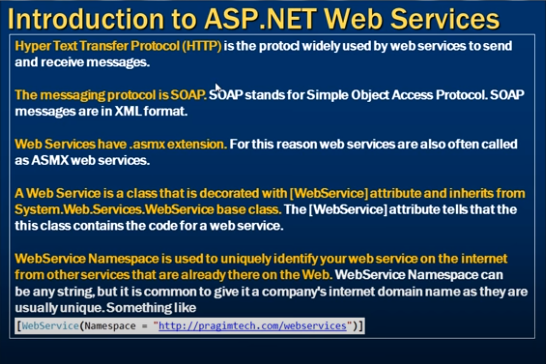 Introduction to ASP.NET Web Services
Hyper Text Transfer Protocol (HTTP) is the protocl widely used by web services to send
and receive messages.
The messaging protocol is SOAP. SOAP stands for Simple Object Access Protocol. SOAP
messages are in XML format.
Web Services have .asmx extension. For this reason web services are also often called
as ASMX web services.
A Web Service is a class that is decorated with [WebService] attribute and inherits from
System.Web.Services.WebService base class. The [WebService] attribute tells that the
this class contains the code for a web service.
WebService Namespace is used to uniquely identify your web service on the internet
from other services that are already there on the Web. WebService Namespace can
be any string, but it is common to give it a company's internet domain name as they are
usually unique. Something like
[WebService(Namespace = "http://pragimtech.com/webservices")]